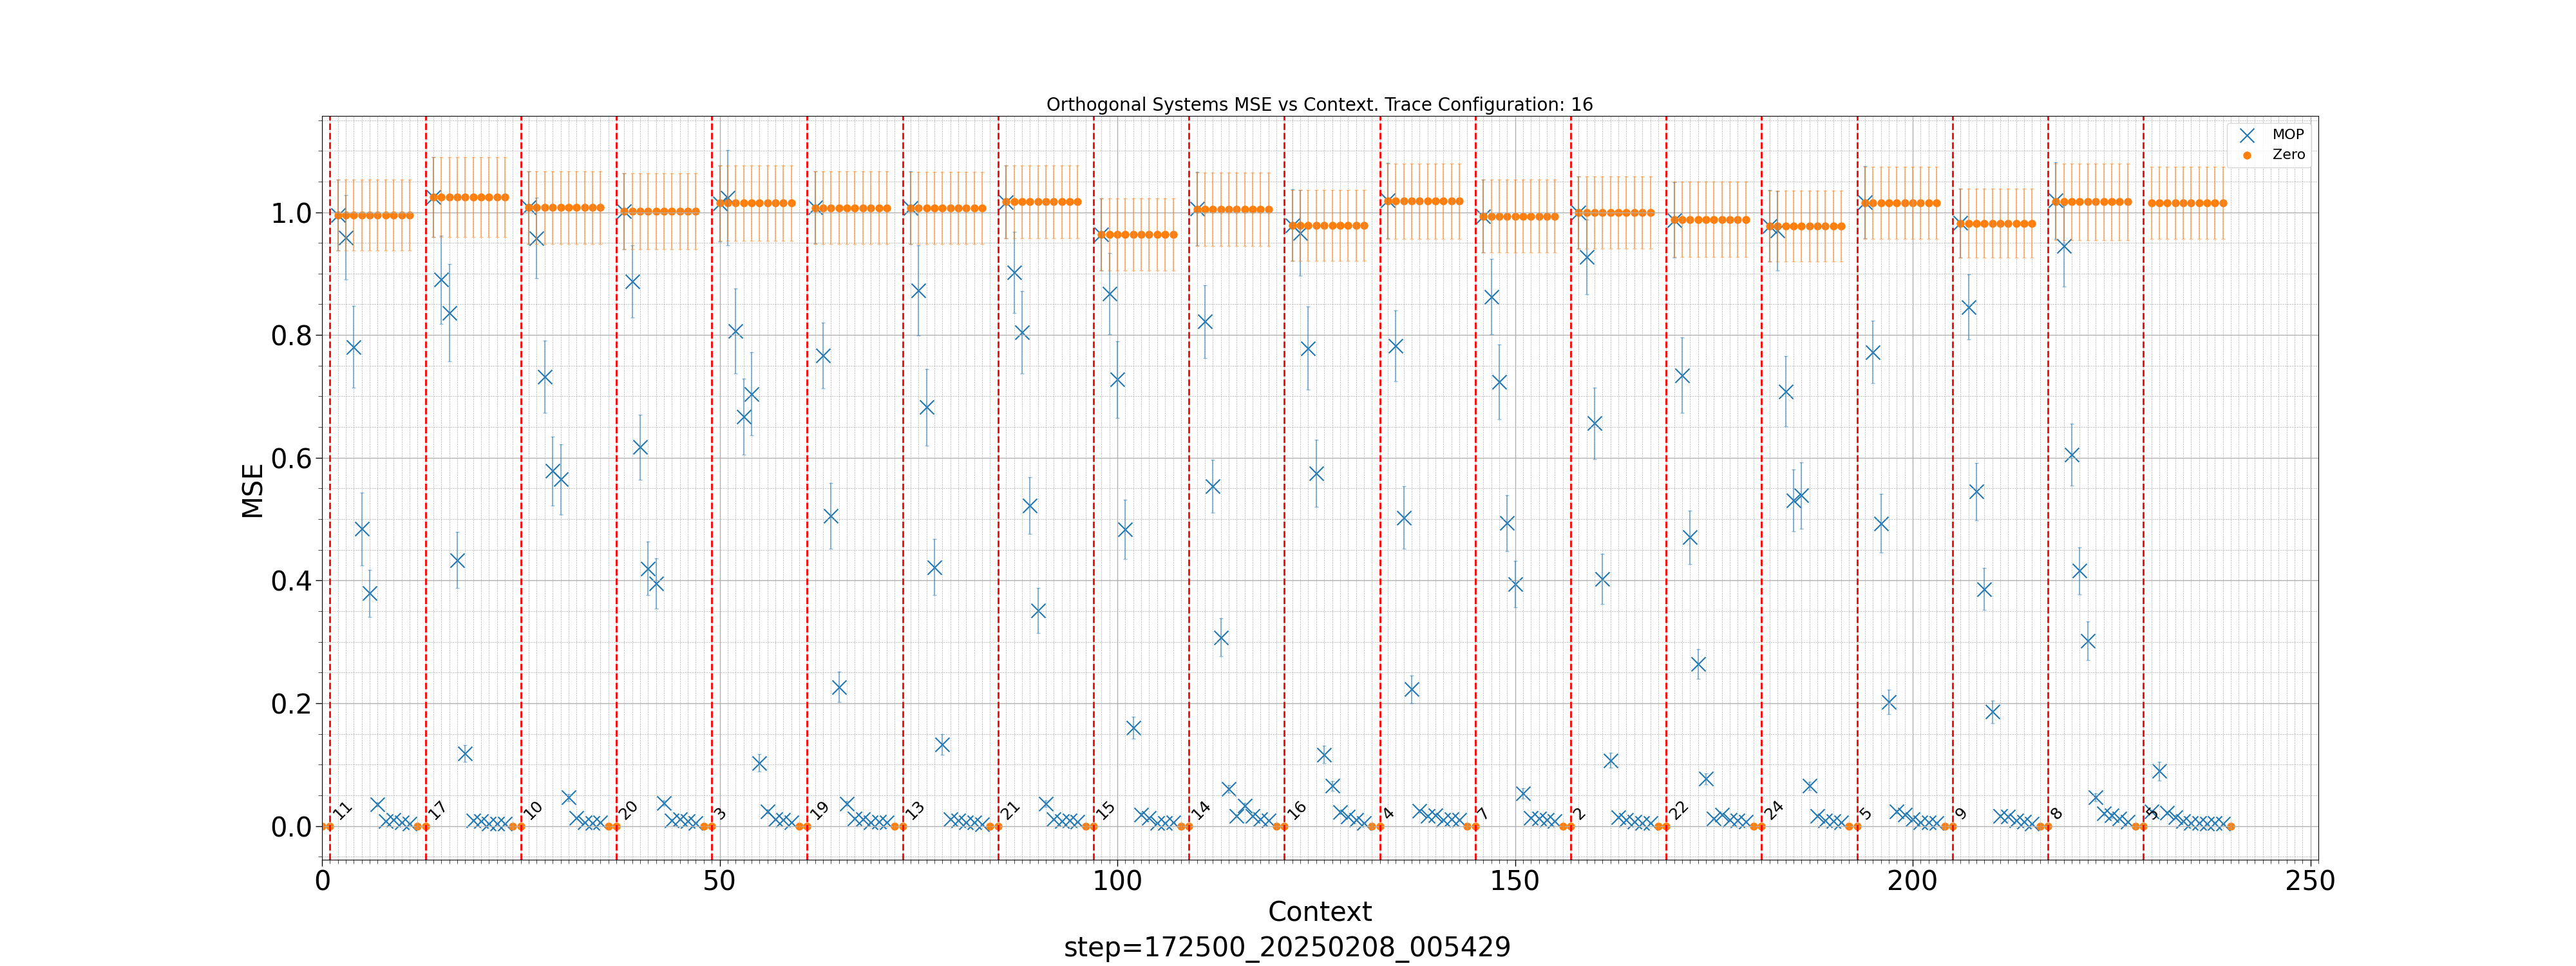 Orthogonal Systems MSE vs Context. Trace Configuration: 16
MOP
Zero
MSE
1.0
0.8
0.6
0.4
0.2
0.0
11 17 10 20 3 19 13 21 15 14 16 4 7 2 22 24 5 9 8 5
0 50 100 150 200 250
Context
step=172500_20250208_005429